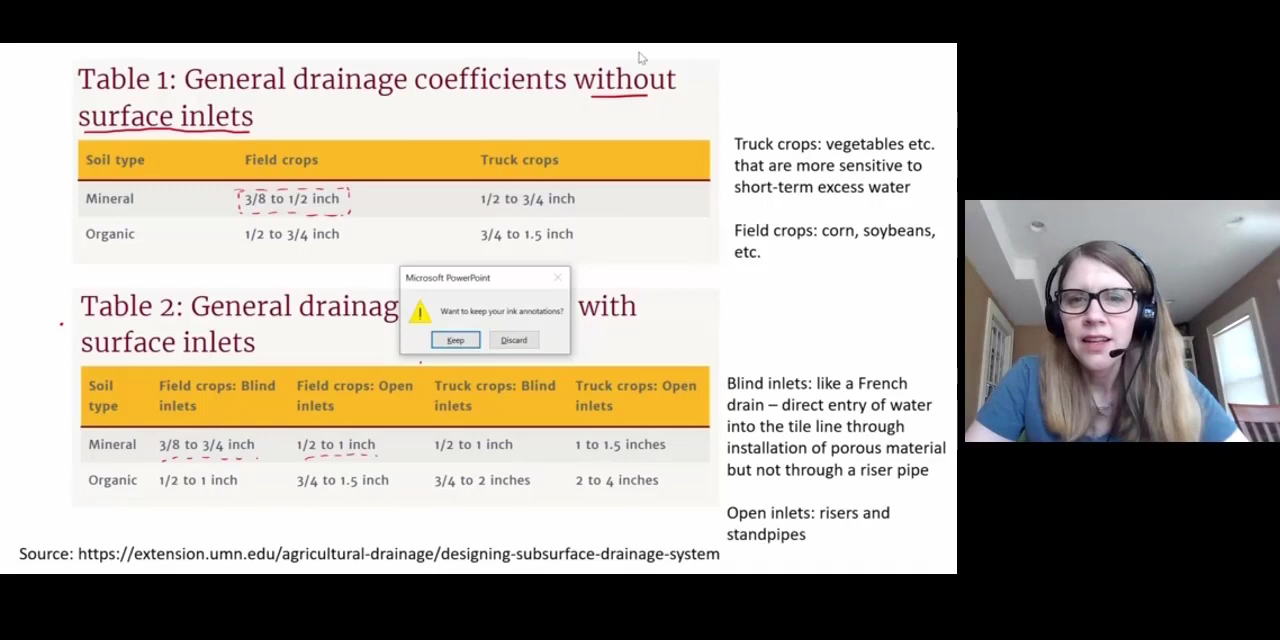 Table 1: General drainage coefficients without
surface inlets
Soil type Field crops Truck crops
Mineral 3/8 to 1/2 inch 1/2 to 3/4 inch
Organic 1/2 to 3/4 inch 3/4 to 1.5 inch
Truck crops: vegetables etc.
that are more sensitive to
short-term excess water
Field crops: corn, soybeans,
etc.
Microsoft PowerPoint
Want to keep your ink annotations?
Keep Discard
Table 2: General drainag with
surface inlets
Soil type Field crops: Blind inlets Field crops: Open inlets Truck crops: Blind inlets Truck crops: Open inlets
Mineral 3/8 to 3/4 inch 1/2 to 1 inch 1/2 to 1 inch 1 to 1.5 inches
Organic 1/2 to 1 inch 3/4 to 1.5 inch 3/4 to 2 inches 2 to 4 inches
Blind inlets: like a French
drain – direct entry of water
into the tile line through
installation of porous material
but not through a riser pipe
Open inlets: risers and
standpipes
Source: https://extension.umn.edu/agricultural-drainage/designing-subsurface-drainage-system